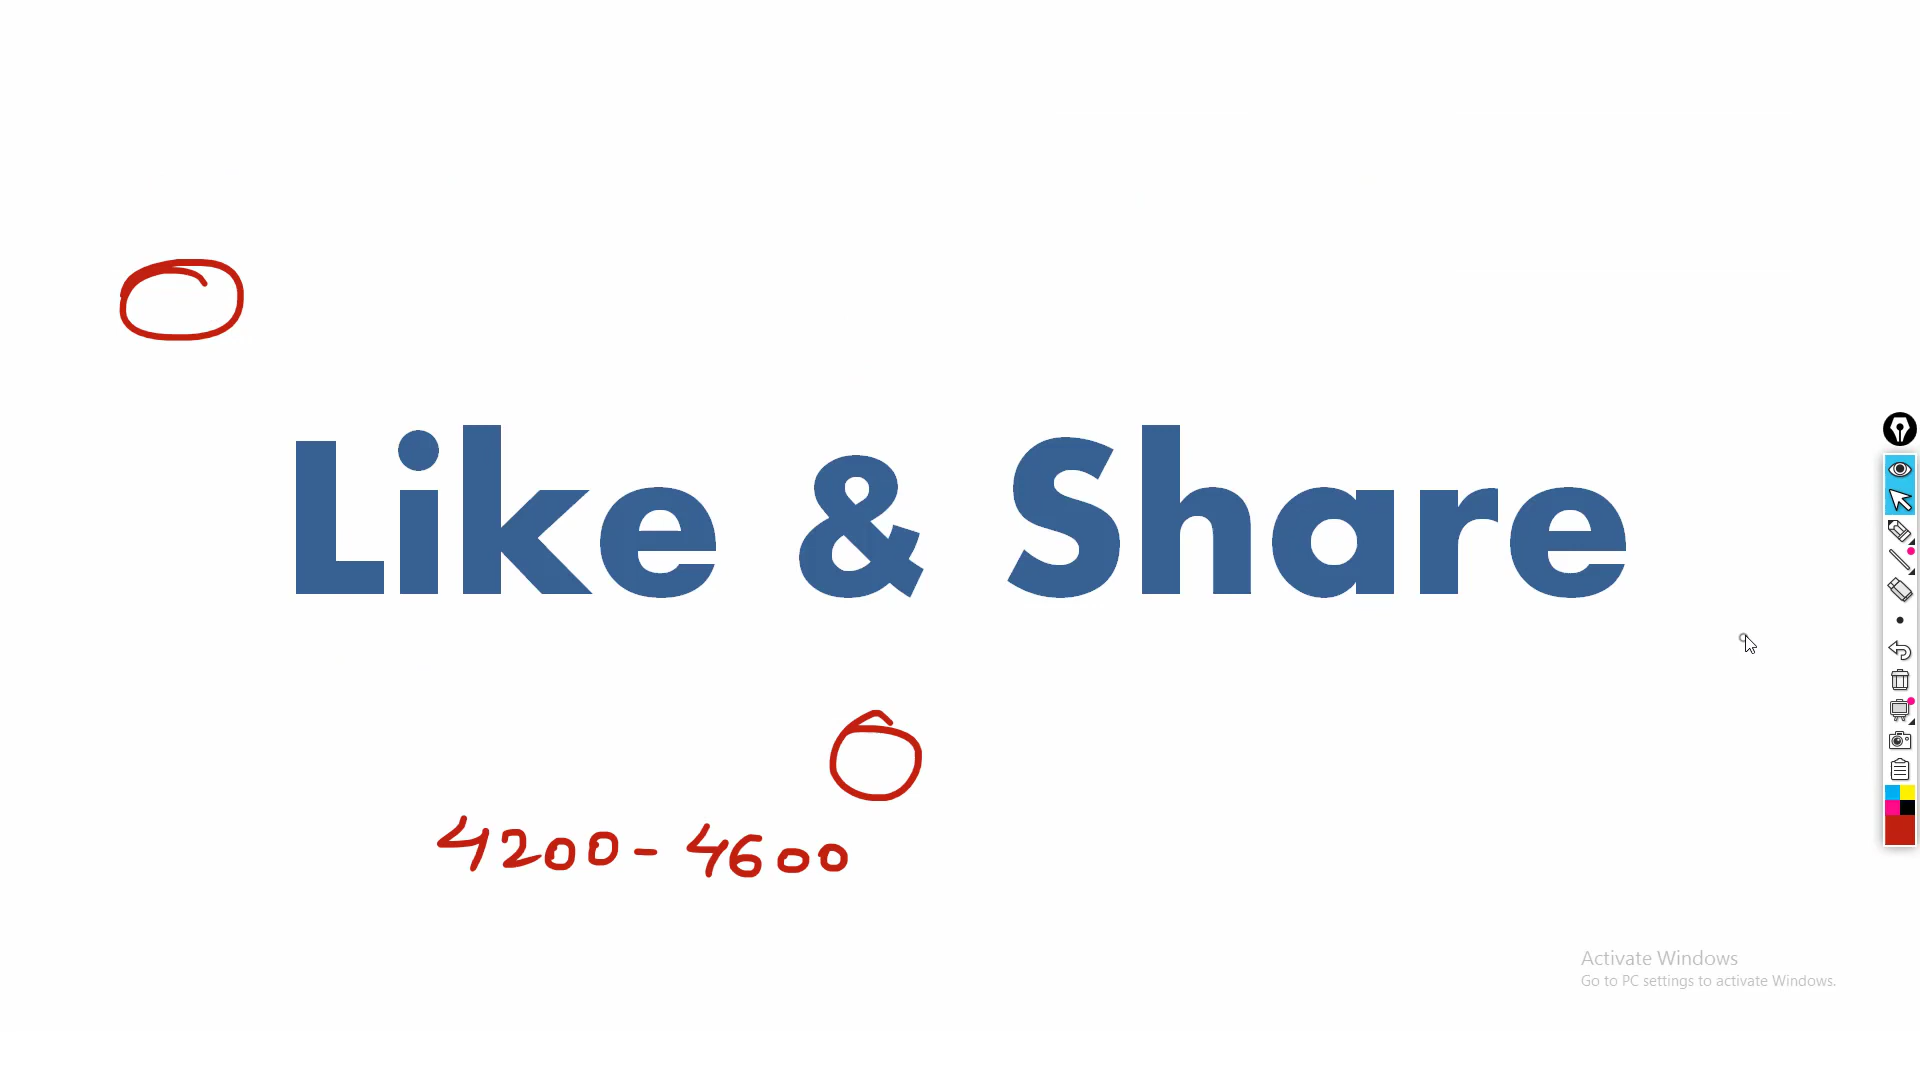 Like & Share
4200 - 4600
Activate Windows
Go to PC settings to activate Windows.